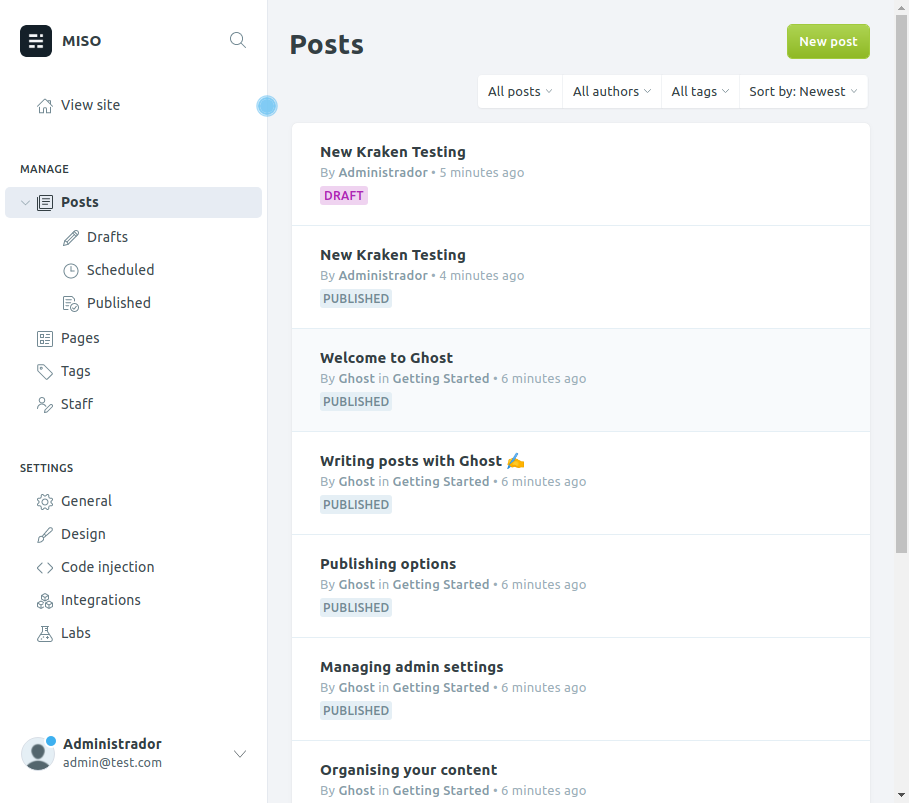 MISO
View site
MANAGE
Posts
Drafts
Scheduled
Published
Pages
Tags
Staff
SETTINGS
General
Design
Code injection
Integrations
Labs
Administrador
admin@test.com
Posts
New post
All posts
All authors
All tags
Sort by: Newest
New Kraken Testing
By Administrador • 5 minutes ago
DRAFT
New Kraken Testing
By Administrador • 4 minutes ago
PUBLISHED
Welcome to Ghost
By Ghost in Getting Started • 6 minutes ago
PUBLISHED
Writing posts with Ghost ✍️
By Ghost in Getting Started • 6 minutes ago
PUBLISHED
Publishing options
By Ghost in Getting Started • 6 minutes ago
PUBLISHED
Managing admin settings
By Ghost in Getting Started • 6 minutes ago
PUBLISHED
Organising your content
By Ghost in Getting Started • 6 minutes ago